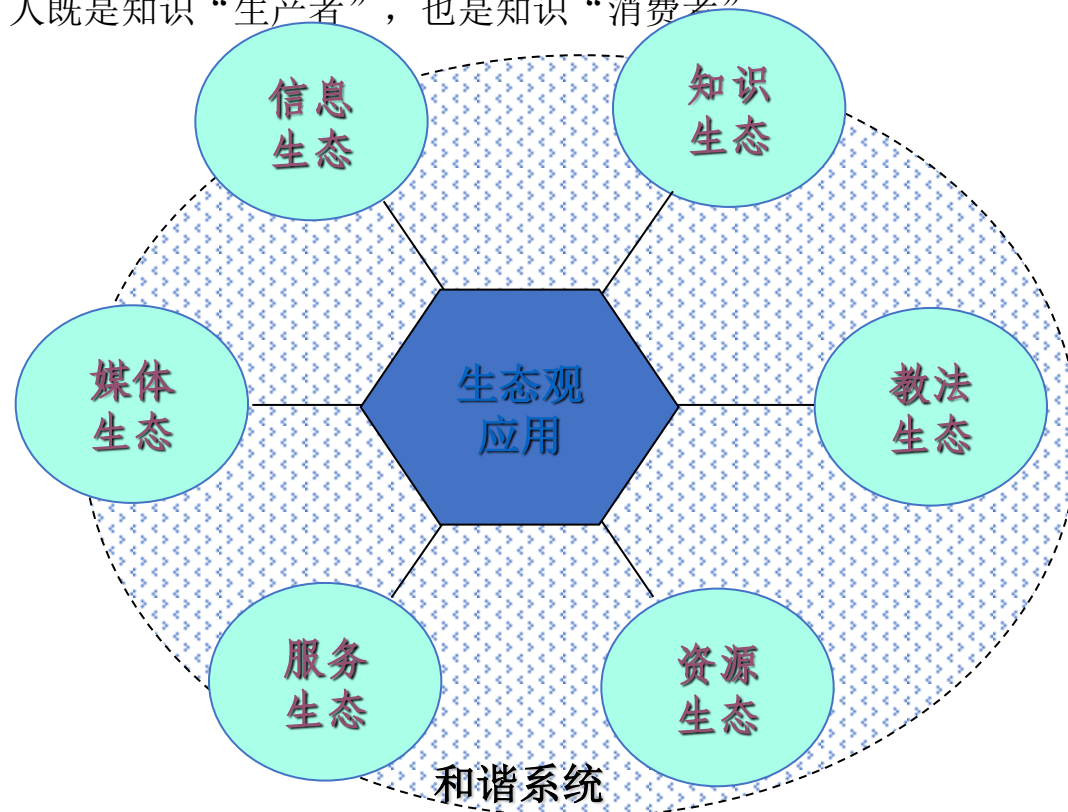 人既是知识“生产者”，也是知识“消费者”
信息
生态
知识
生态
媒体
生态
生态观
应用
教法
生态
服务
生态
资源
生态
和谐系统